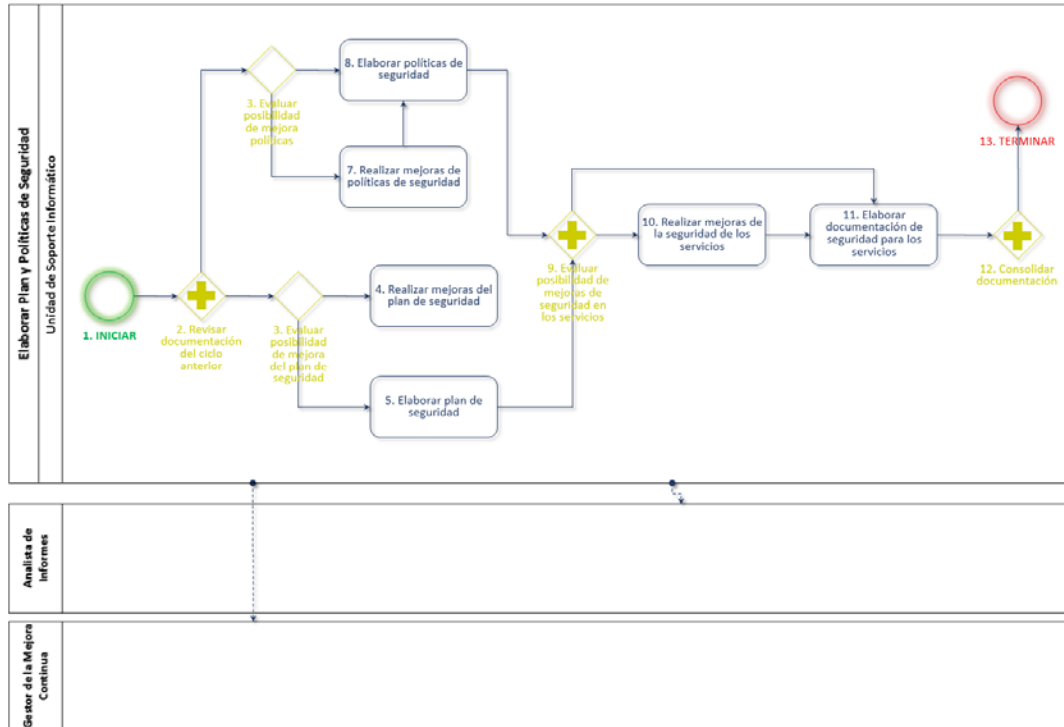 Elaborar Plan y Políticas de Seguridad
Unidad de Soporte Informático
1. INICIAR
2. Revisar
documentación
del ciclo
anterior
3. Evaluar
posibilidad
de mejora
políticas
8. Elaborar políticas de
seguridad
7. Realizar mejoras de
políticas de seguridad
3. Evaluar
posibilidad
de mejora
del plan de
seguridad
4. Realizar mejoras del
plan de seguridad
5. Elaborar plan de
seguridad
9. Evaluar
posibilidad de
mejoras de
seguridad en
los servicios
10. Realizar mejoras de
la seguridad de los
servicios
11. Elaborar
documentación de
seguridad para los
servicios
12. Consolidar
documentación
13. TERMINAR
Analista de
Informes
Gestor de la Mejora
Continua